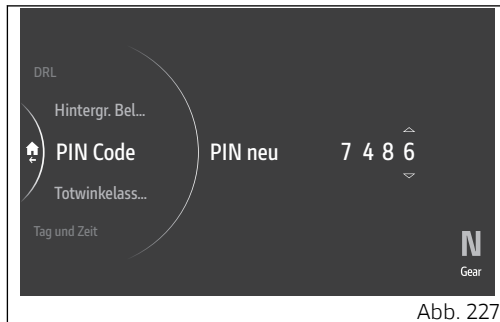 DRL
Hintergr. Bel...
PIN Code
PIN neu
7 4 8 6
Totwinkelass...
Tag und Zeit
N
Gear
Abb. 227